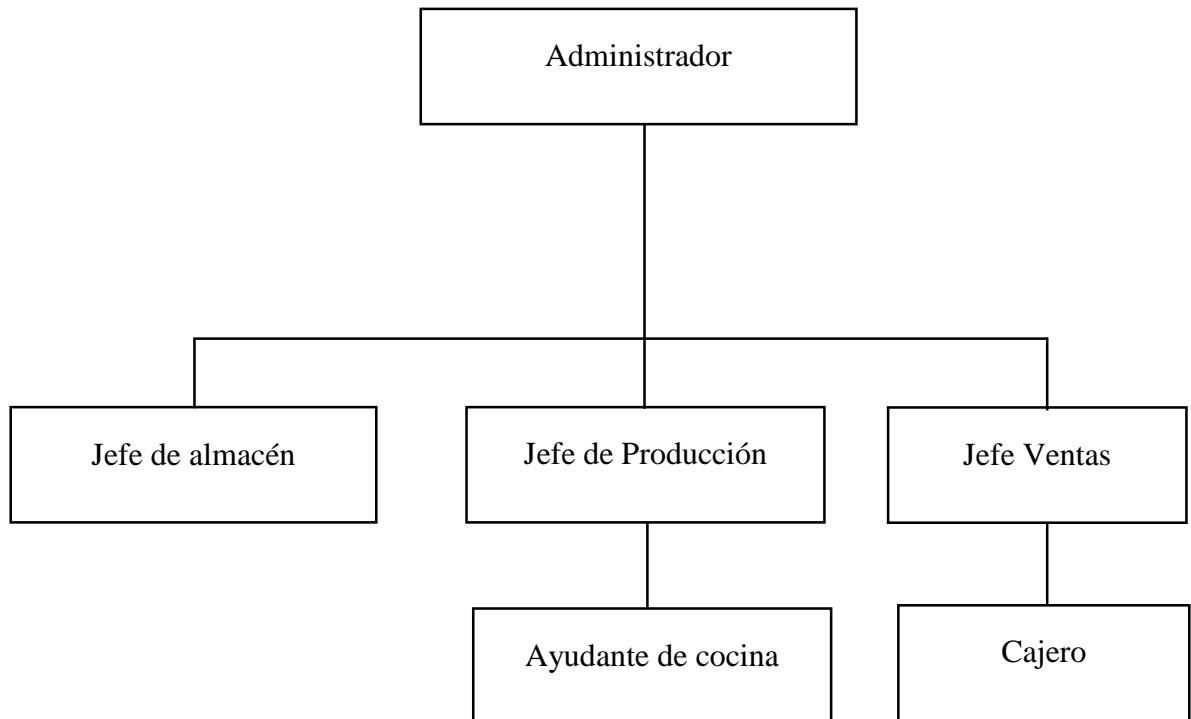 Administrador
Jefe de almacén
Jefe de Producción
Jefe Ventas
Ayudante de cocina
Cajero